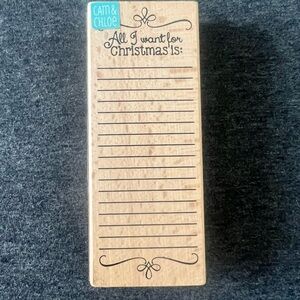 CAM &
CHLOE
All I want for
Christmas is: